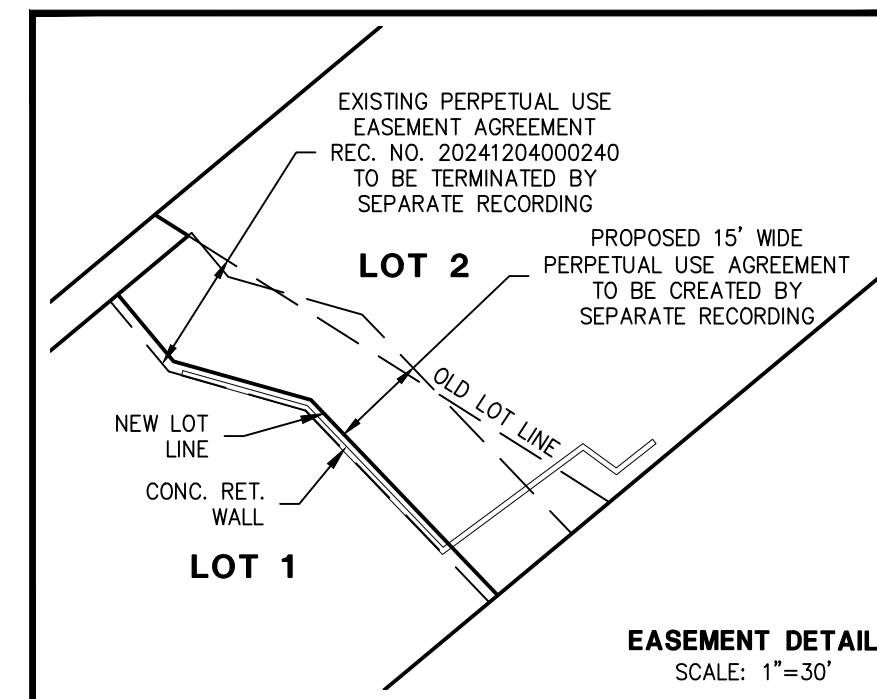 EXISTING PERPETUAL USE
EASEMENT AGREEMENT
REC. NO. 20241204000240
TO BE TERMINATED BY
SEPARATE RECORDING
LOT 2
PROPOSED 15' WIDE
PERPETUAL USE AGREEMENT
TO BE CREATED BY
SEPARATE RECORDING
OLD LOT LINE
NEW LOT
LINE
CONC. RET.
WALL
LOT 1
EASEMENT DETAIL
SCALE: 1"=30'